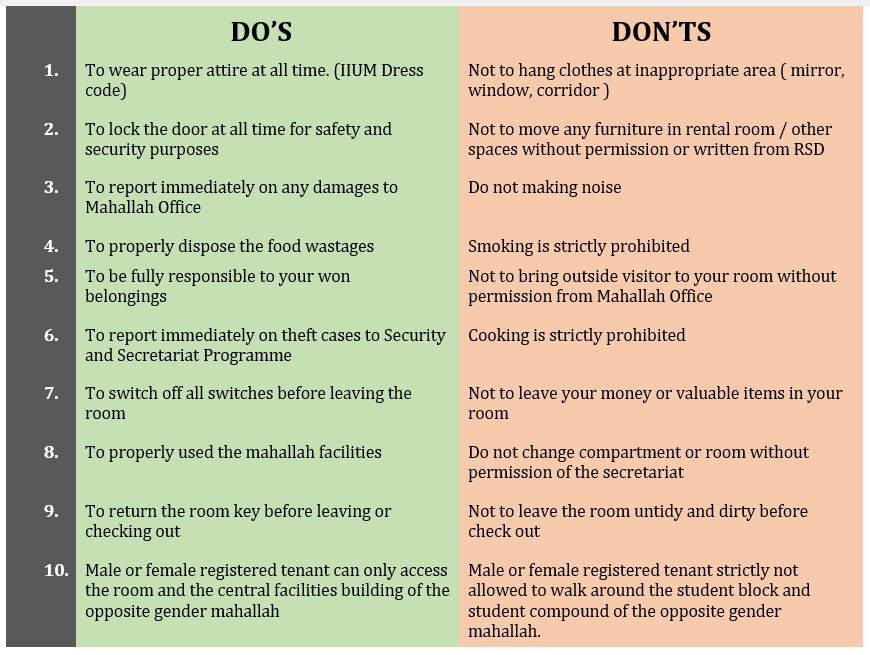 DO’S DON’TS
1. To wear proper attire at all time. (IIUM Dress Not to hang clothes at inappropriate area ( mirror,
code) window, corridor )
2. To lock the door at all time for safety and Not to move any furniture in rental room / other
security purposes spaces without permission or written from RSD
3. To report immediately on any damages to Do not making noise
Mahallah Office
4. To properly dispose the food wastages Smoking is strictly prohibited
5. To be fully responsible to your won Not to bring outside visitor to your room without
belongings permission from Mahallah Office
6. To report immediately on theft cases to Security Cooking is strictly prohibited
and Secretariat Programme
7. To switch off all switches before leaving the Not to leave your money or valuable items in your
room room
8. To properly used the mahallah facilities Do not change compartment or room without
permission of the secretariat
9. To return the room key before leaving or Not to leave the room untidy and dirty before
checking out check out
10. Male or female registered tenant can only access Male or female registered tenant strictly not
the room and the central facilities building of the allowed to walk around the student block and
opposite gender mahallah student compound of the opposite gender
mahallah.